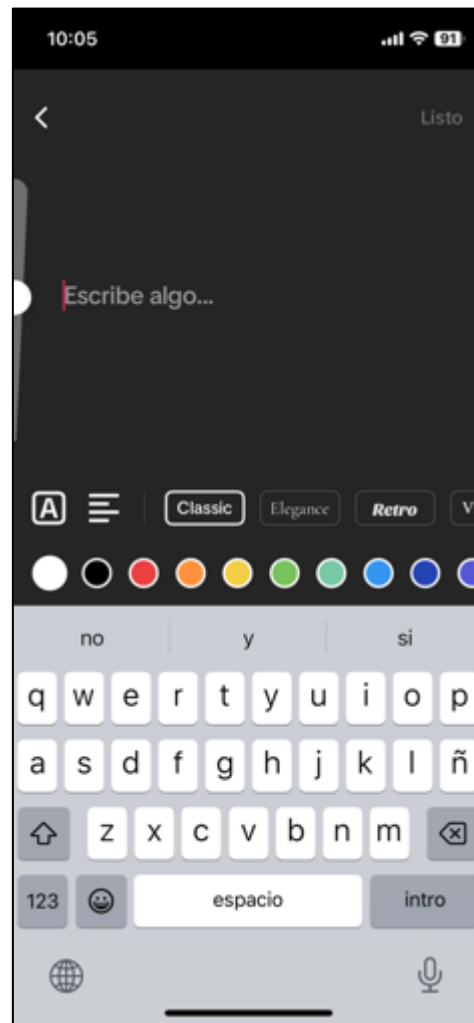 10:05
91
Listo
Escribe algo...
A Classic Elegance Retro V
no y si
q w e r t y u i o p
a s d f g h j k l ñ
z x c v b n m
123 espacio intro